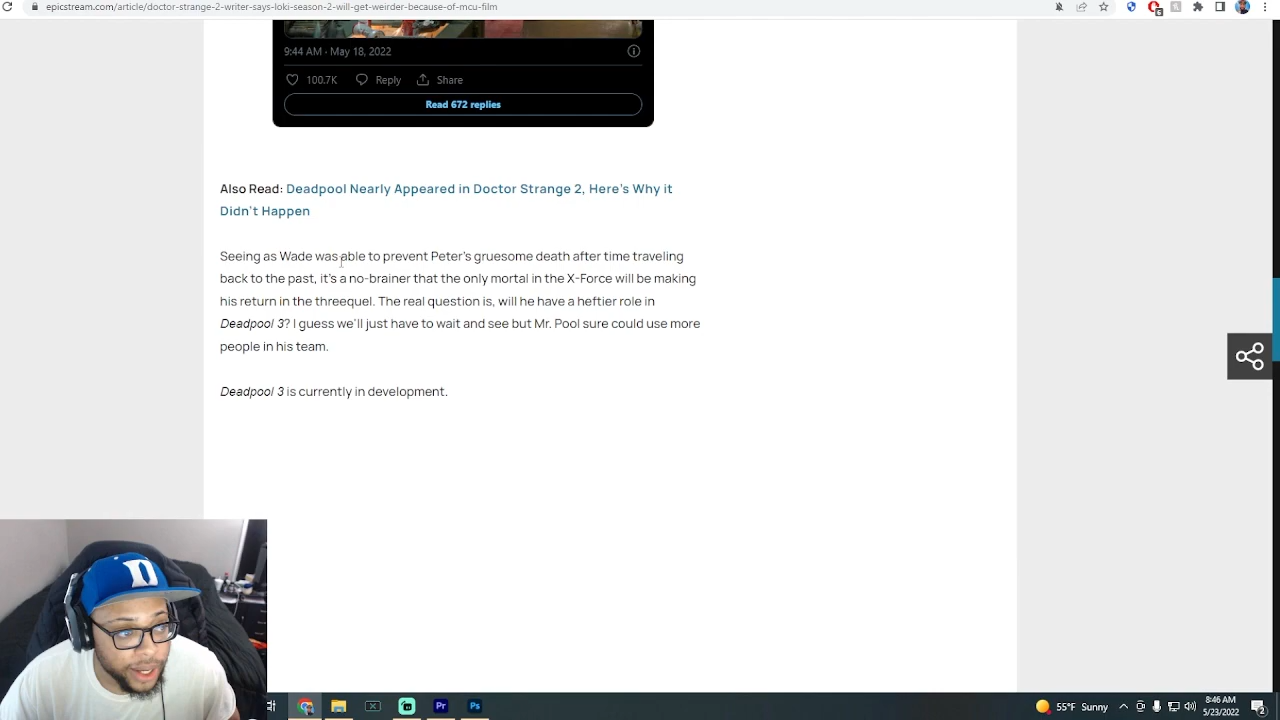 epicstream.com/article/doctor-strange-2-writer-says-loki-season-2-will-get-weirder-because-of-mcu-film
9:44 AM · May 18, 2022
100.7K Reply Share
Read 672 replies
Also Read: Deadpool Nearly Appeared in Doctor Strange 2, Here's Why it
Didn't Happen
Seeing as Wade was able to prevent Peter's gruesome death after time traveling
back to the past, it's a no-brainer that the only mortal in the X-Force will be making
his return in the threequel. The real question is, will he have a heftier role in
Deadpool 3? I guess we'll just have to wait and see but Mr. Pool sure could use more
people in his team.
Deadpool 3 is currently in development.
D
Pr Ps 55°F Sunny 8:46 AM
5/23/2022 2